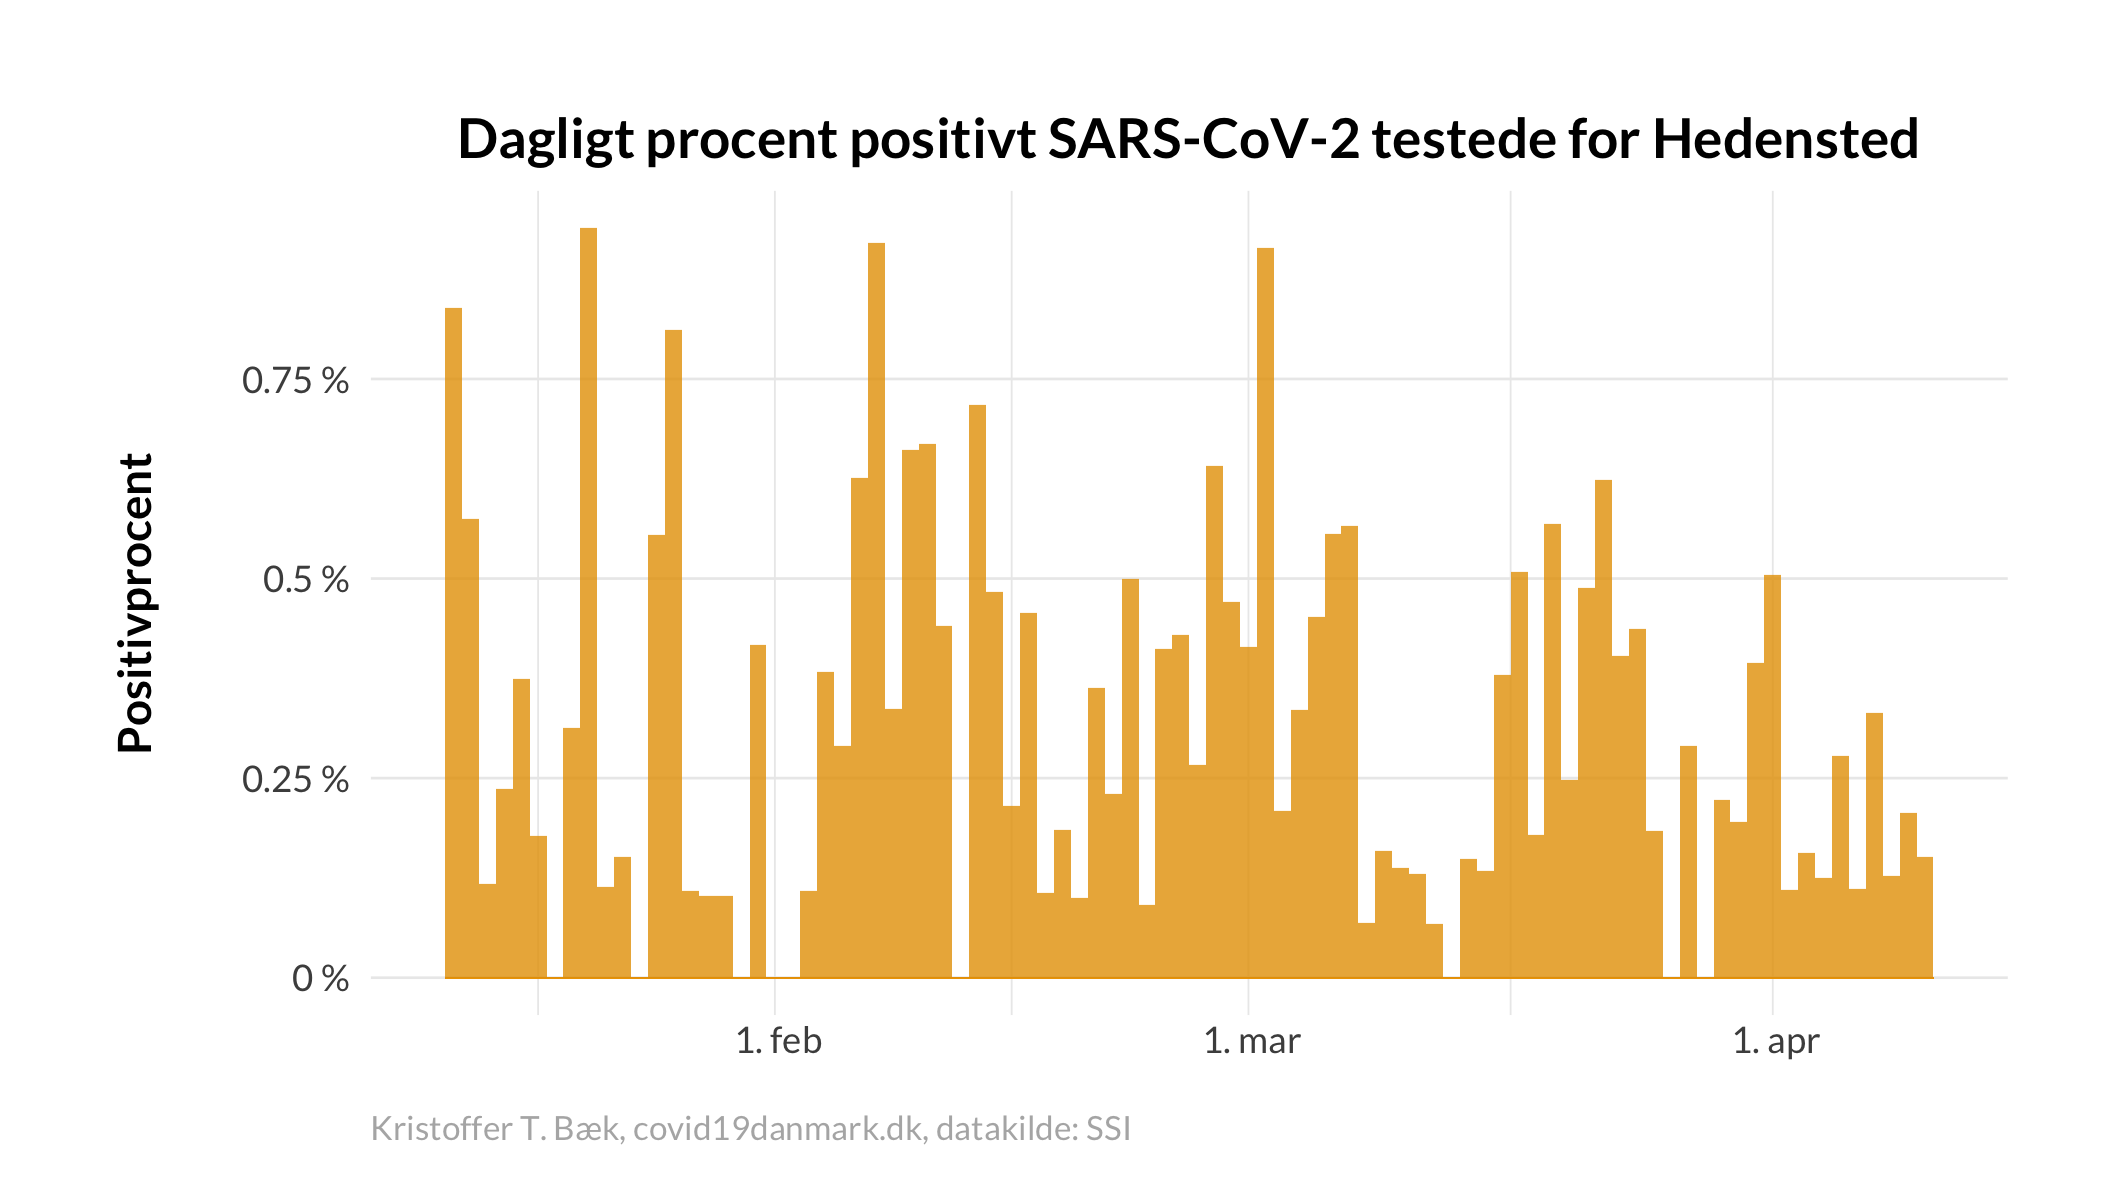 Dagligt procent positivt SARS-CoV-2 testede for Hedensted
Positivprocent
0.75 %
0.5 %
0.25 %
0 %
1. feb
1. mar
1. apr
Kristoffer T. Bæk, covid19danmark.dk, datakilde: SSI